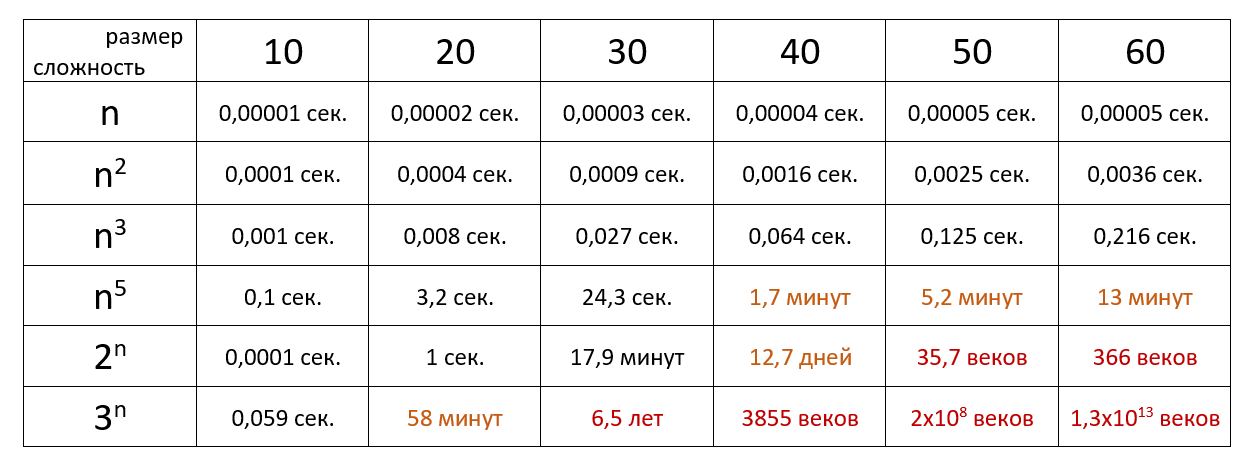 размер
сложность
10 20 30 40 50 60
n 0,00001 сек. 0,00002 сек. 0,00003 сек. 0,00004 сек. 0,00005 сек. 0,00005 сек.
n² 0,0001 сек. 0,0004 сек. 0,0009 сек. 0,0016 сек. 0,0025 сек. 0,0036 сек.
n³ 0,001 сек. 0,008 сек. 0,027 сек. 0,064 сек. 0,125 сек. 0,216 сек.
n⁵ 0,1 сек. 3,2 сек. 24,3 сек. 1,7 минут 5,2 минут 13 минут
2ⁿ 0,0001 сек. 1 сек. 17,9 минут 12,7 дней 35,7 веков 366 веков
3ⁿ 0,059 сек. 58 минут 6,5 лет 3855 веков 2х10⁸ веков 1,3х10¹³ веков